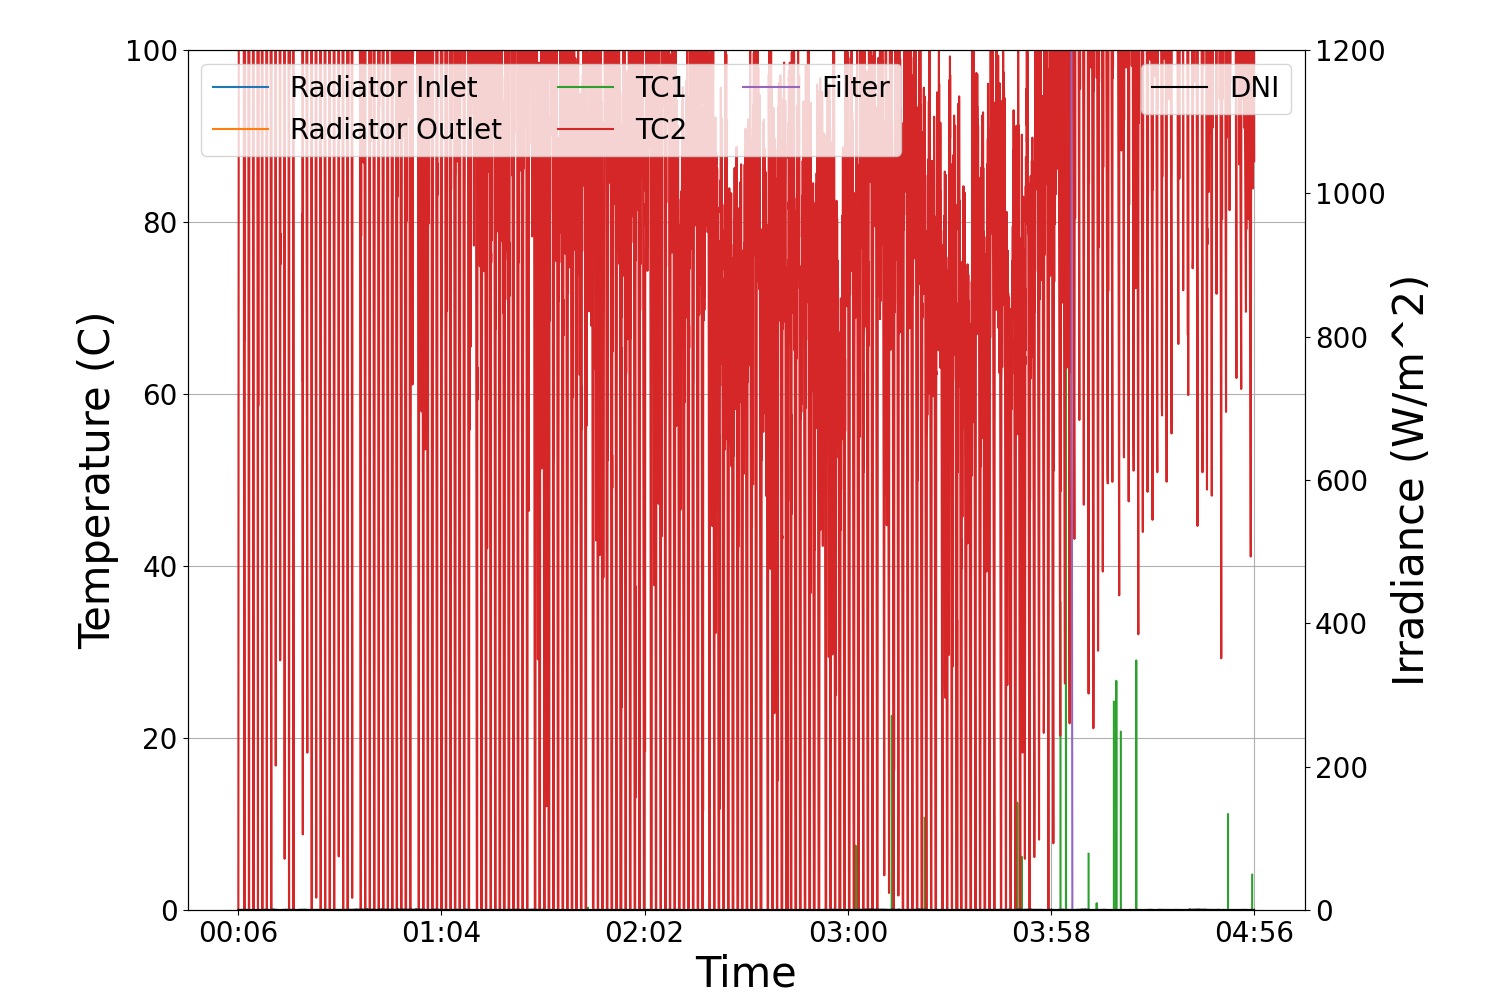 100
80
60
40
20
0
Temperature (C)
Radiator Inlet
Radiator Outlet
TC1
TC2
Filter
DNI
1200
1000
800
600
400
200
0
Irradiance (W/m^2)
00:06
01:04
02:02
03:00
03:58
04:56
Time